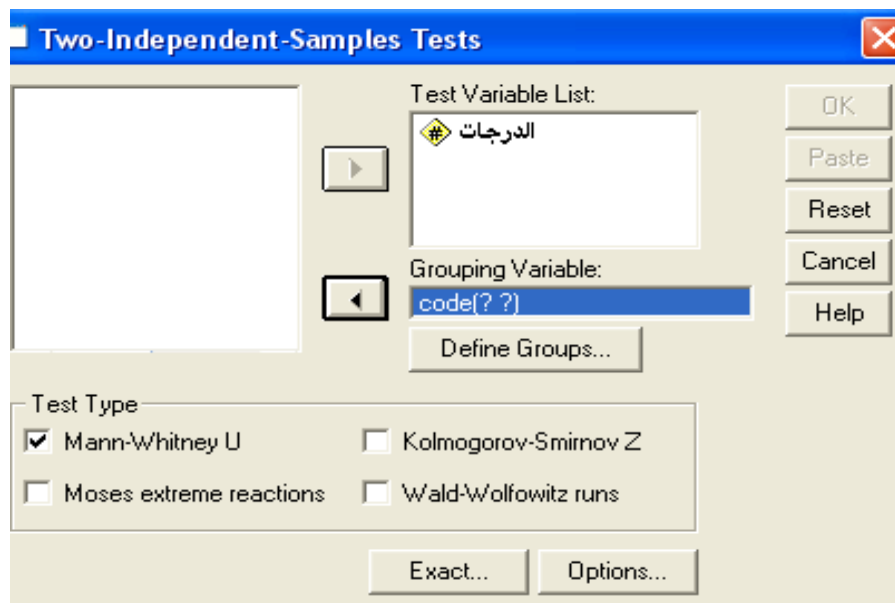 Two-Independent-Samples Tests
Test Variable List:
الدرجات
OK
Paste
Reset
Cancel
Help
Grouping Variable:
code(? ?)
Define Groups...
Test Type
Mann-Whitney U
Kolmogorov-Smirnov Z
Moses extreme reactions
Wald-Wolfowitz runs
Exact...
Options...